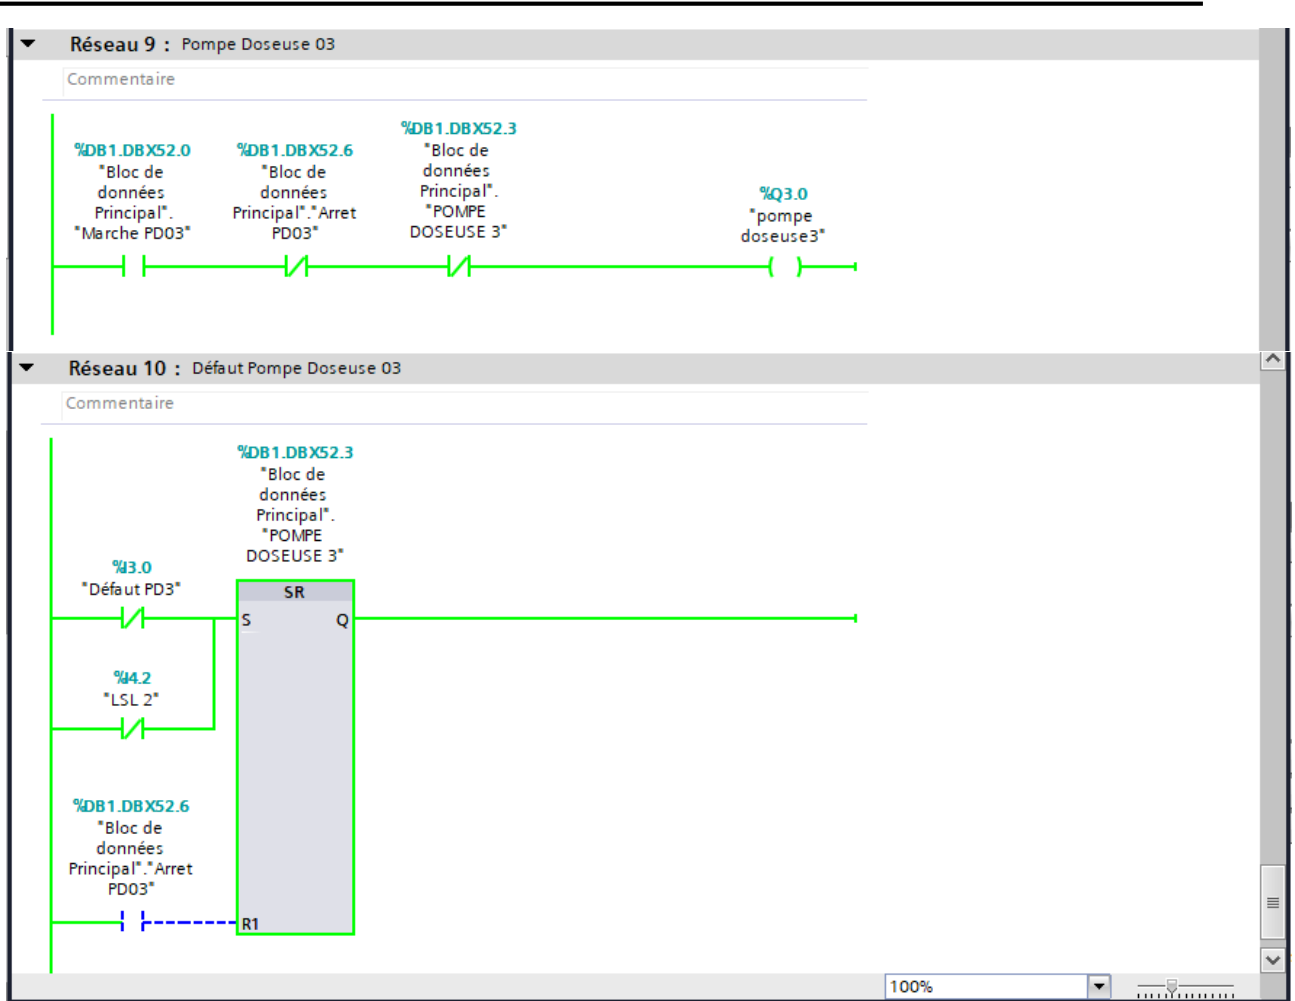 Réseau 9 : Pompe Doseuse 03
Commentaire
%DB1.DBX52.0
"Bloc de
données
Principal".
"Marche PD03"
%DB1.DBX52.6
"Bloc de
données
Principal"."Arret
PD03"
%DB1.DBX52.3
"Bloc de
données
Principal".
"POMPE
DOSEUSE 3"
%Q3.0
"pompe
doseuse3"
Réseau 10 : Défaut Pompe Doseuse 03
Commentaire
%DB1.DBX52.3
"Bloc de
données
Principal".
"POMPE
DOSEUSE 3"
%I3.0
"Défaut PD3"
SR
S Q
%I4.2
"LSL 2"
%DB1.DBX52.6
"Bloc de
données
Principal"."Arret
PD03"
R1
100%